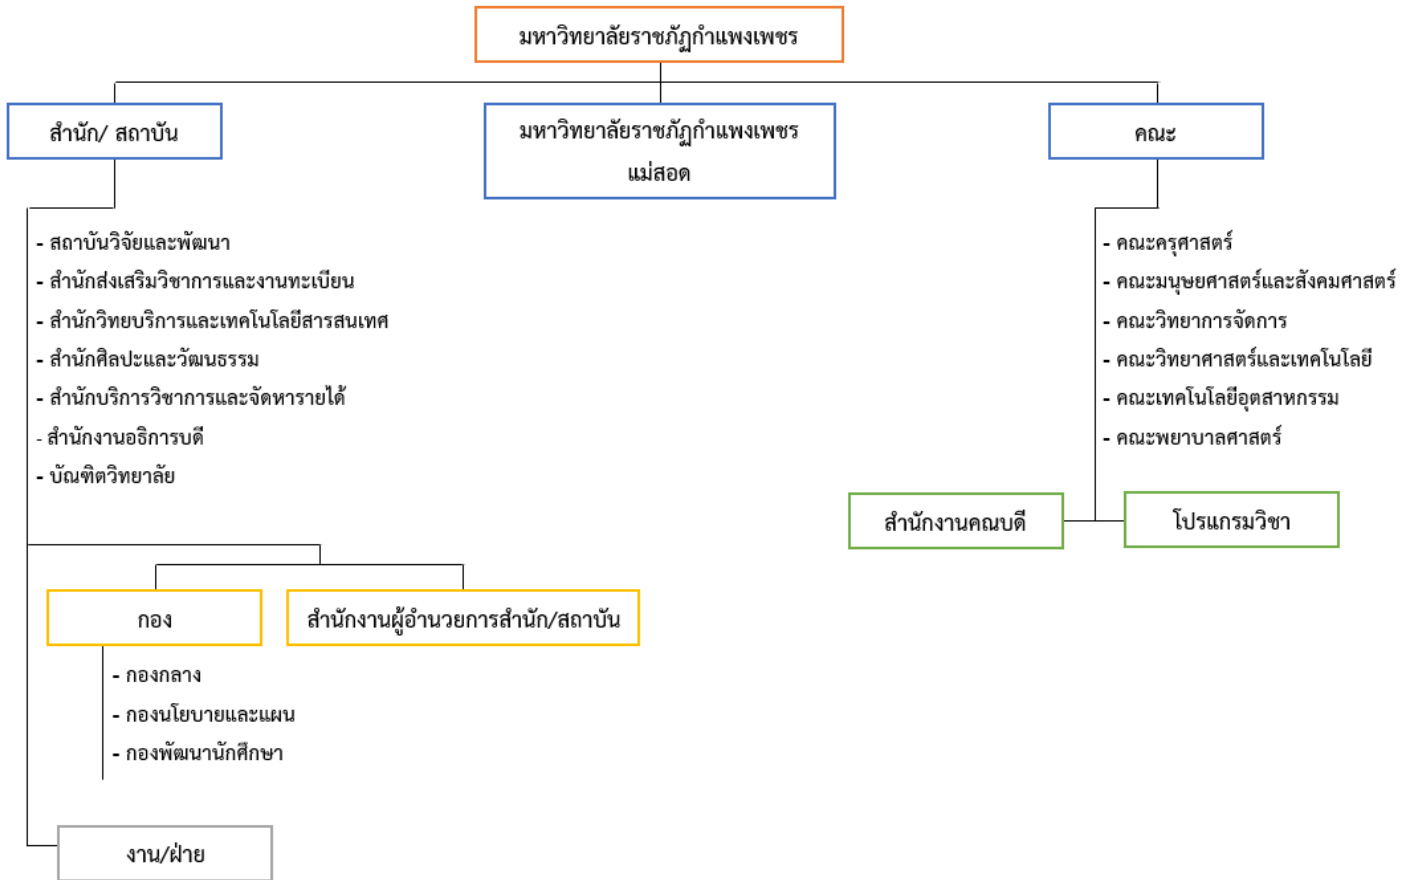 มหาวิทยาลัยราชภัฏกำแพงเพชร
สำนัก/ สถาบัน
มหาวิทยาลัยราชภัฏกำแพงเพชร
แม่สอด
คณะ
- สถาบันวิจัยและพัฒนา
- สำนักส่งเสริมวิชาการและงานทะเบียน
- สำนักวิทยบริการและเทคโนโลยีสารสนเทศ
- สำนักศิลปะและวัฒนธรรม
- สำนักบริการวิชาการและจัดหารายได้
- สำนักงานอธิการบดี
- บัณฑิตวิทยาลัย
- คณะครุศาสตร์
- คณะมนุษยศาสตร์และสังคมศาสตร์
- คณะวิทยาการจัดการ
- คณะวิทยาศาสตร์และเทคโนโลยี
- คณะเทคโนโลยีอุตสาหกรรม
- คณะพยาบาลศาสตร์
สำนักงานคณบดี
โปรแกรมวิชา
กอง
สำนักงานผู้อำนวยการสำนัก/สถาบัน
- กองกลาง
- กองนโยบายและแผน
- กองพัฒนานักศึกษา
งาน/ฝ่าย